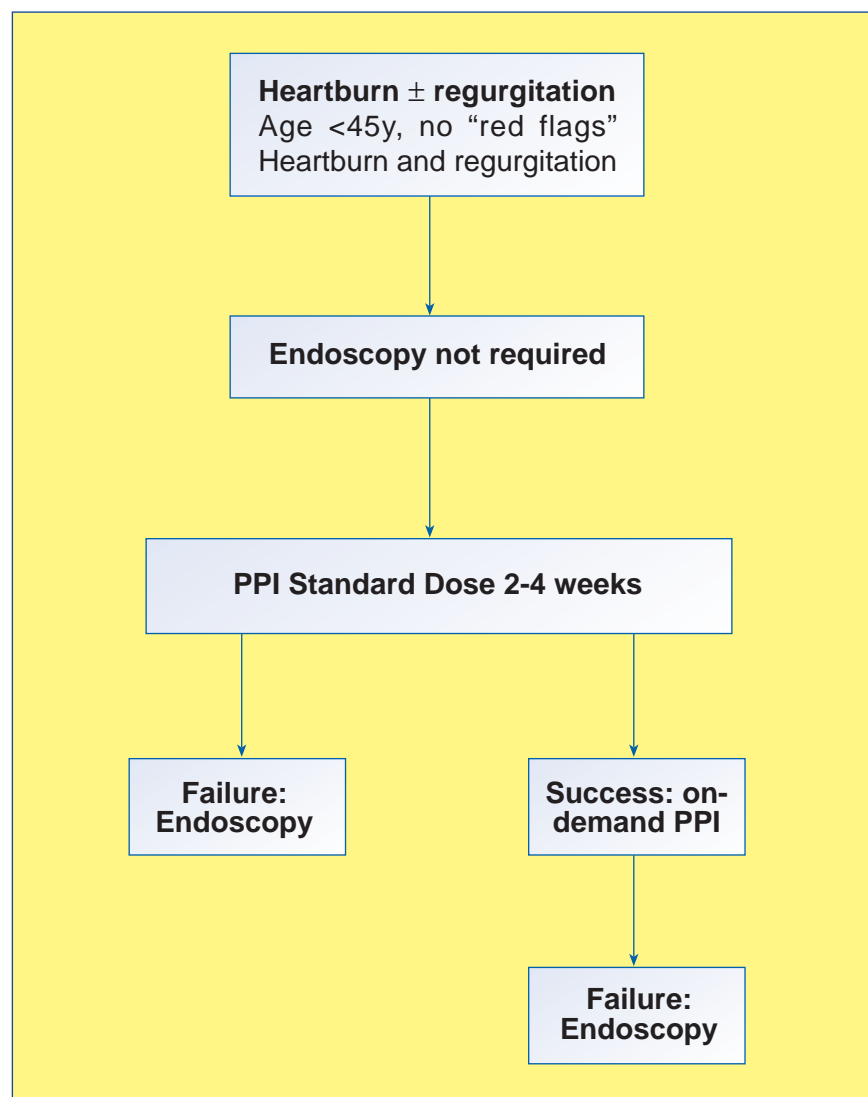 Heartburn ± regurgitation
Age <45y, no “red flags”
Heartburn and regurgitation
Endoscopy not required
PPI Standard Dose 2-4 weeks
Failure:
Endoscopy
Success: on-
demand PPI
Failure:
Endoscopy